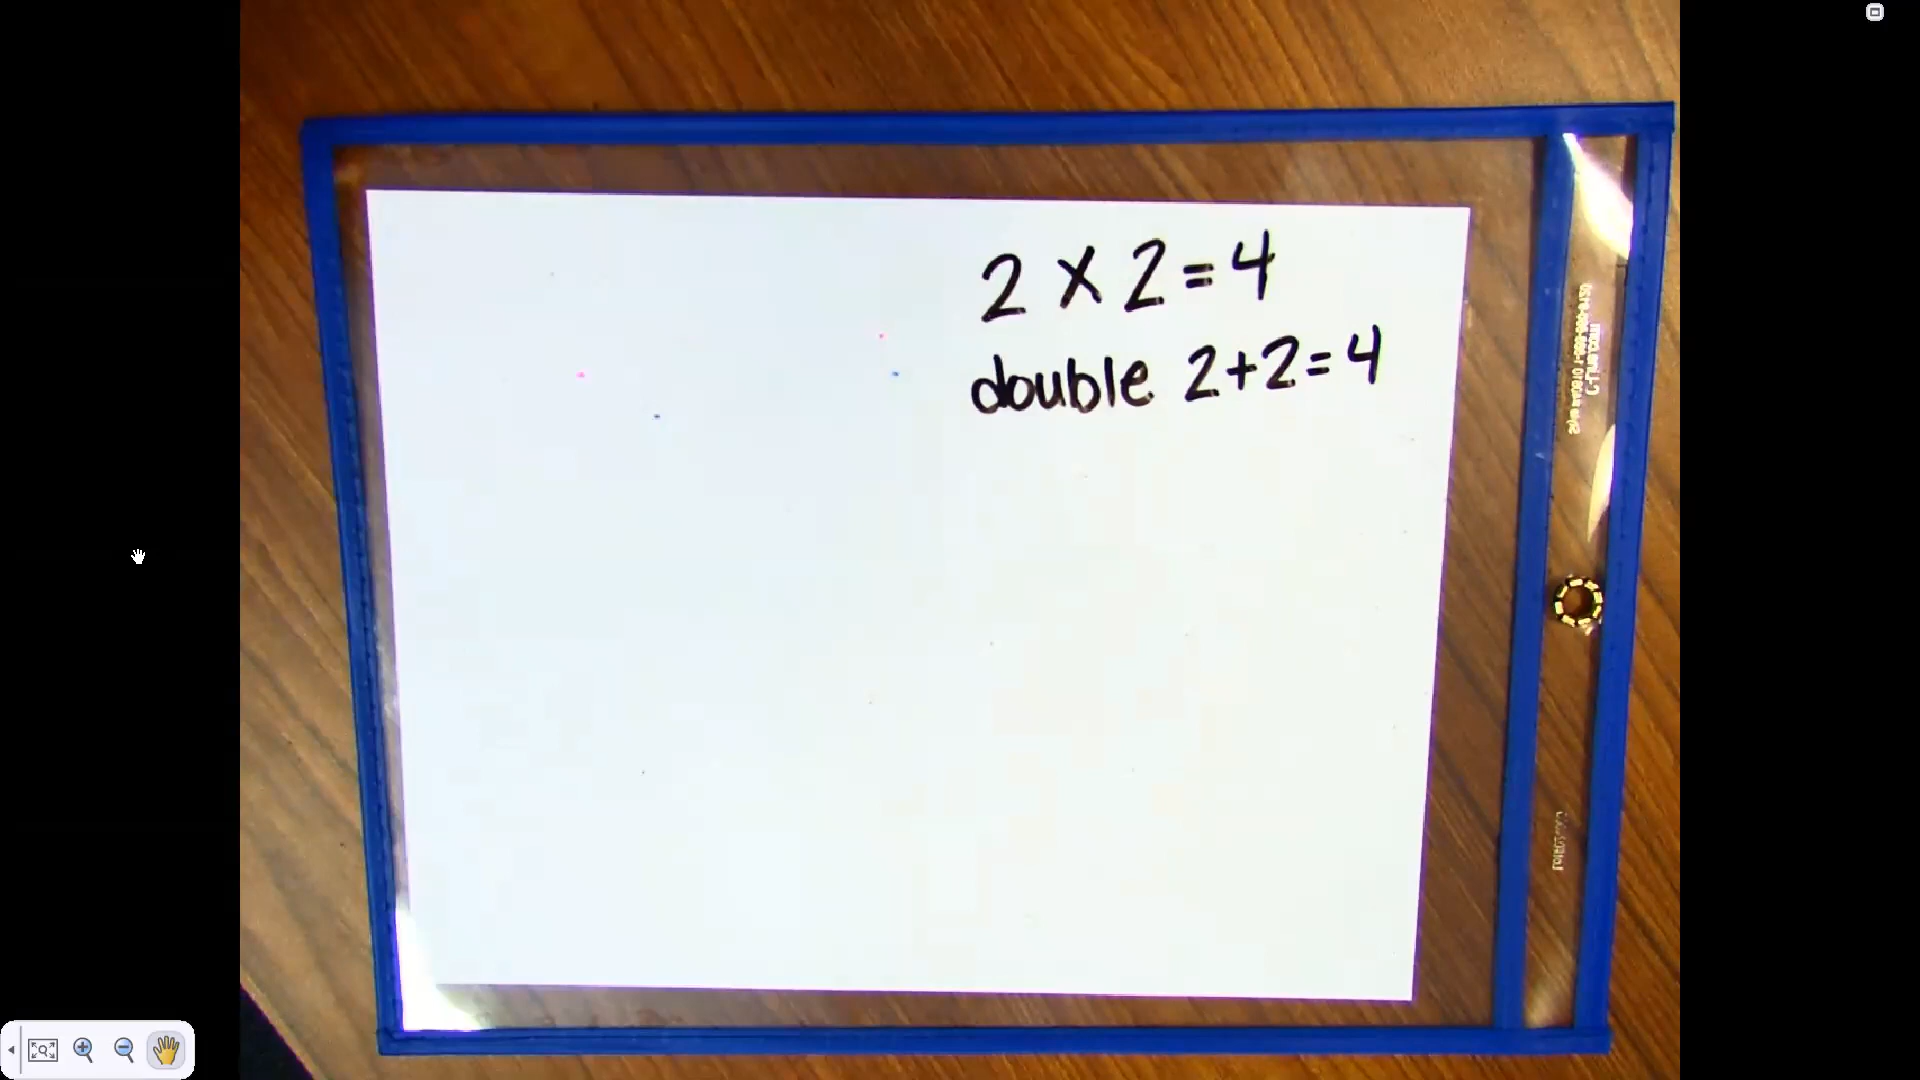 2 x 2 = 4
double 2+2=4